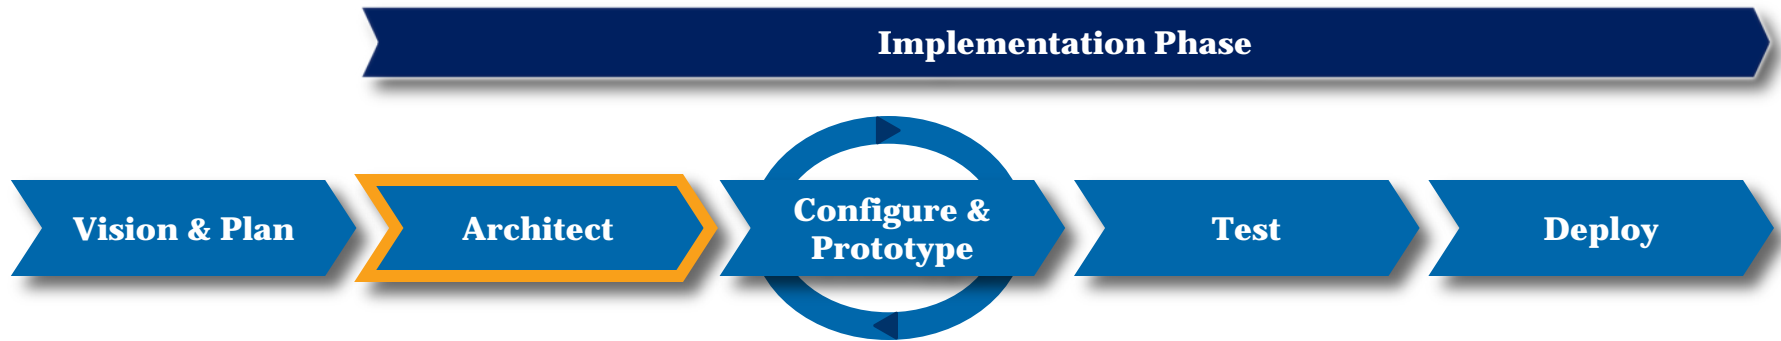 Implementation Phase
Vision & Plan
Architect
Configure &
Prototype
Test
Deploy